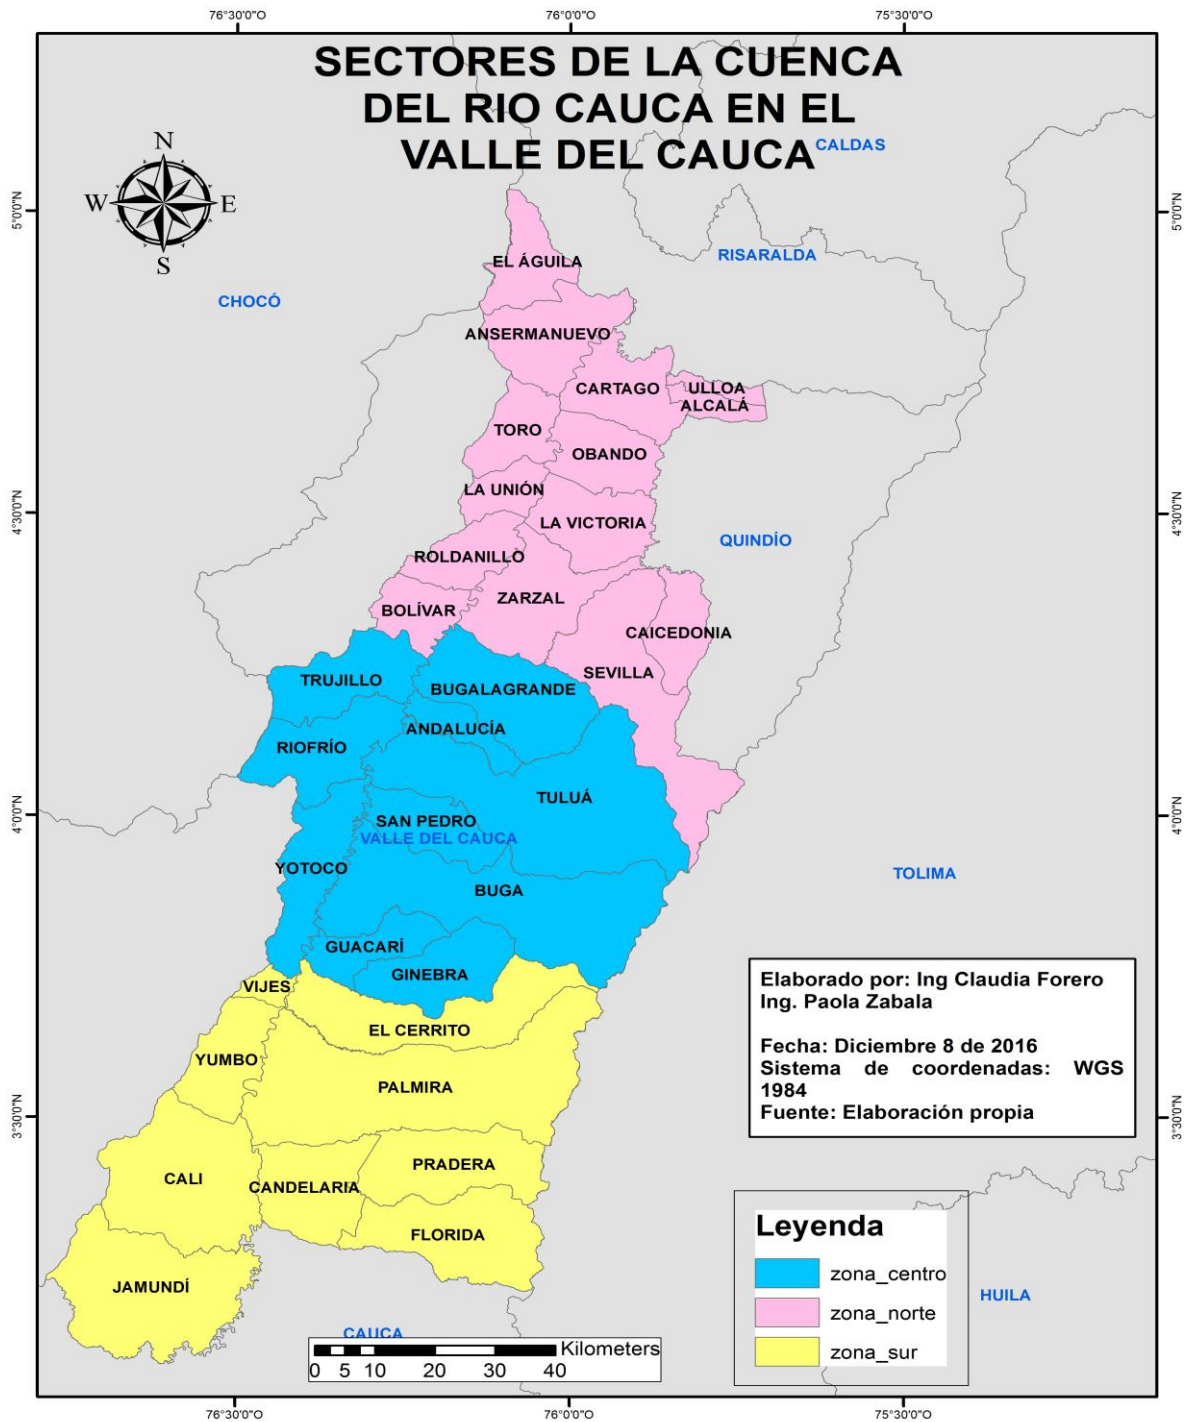 76°30'0"O 76°0'0"O 75°30'0"O
SECTORES DE LA CUENCA
DEL RIO CAUCA EN EL
VALLE DEL CAUCA
CALDAS
N
W E
S
5°0'0"N 5°0'0"N
RISARALDA
EL ÁGUILA
CHOCÓ
ANSERMANUEVO
CARTAGO
ULLOA
ALCALÁ
TORO
OBANDO
LA UNIÓN
4°30'0"N 4°30'0"N
LA VICTORIA
QUINDÍO
ROLDANILLO
ZARZAL
BOLÍVAR
CAICEDONIA
SEVILLA
TRUJILLO
BUGALAGRANDE
ANDALUCÍA
RIOFRÍO
TULUÁ
4°0'0"N 4°0'0"N
SAN PEDRO
VALLE DEL CAUCA
YOTOCO
TOLIMA
BUGA
GUACARÍ
GINEBRA
VIJES
EL CERRITO
YUMBO
PALMIRA
Elaborado por: Ing Claudia Forero
Ing. Paola Zabala
Fecha: Diciembre 8 de 2016
Sistema de coordenadas: WGS
1984
Fuente: Elaboración propia
3°30'0"N 3°30'0"N
PRADERA
CALI
CANDELARIA
FLORIDA
JAMUNDÍ
Leyenda
zona_centro
zona_norte
zona_sur
HUILA
CAUCA
Kilometers
0 5 10 20 30 40
76°30'0"O 76°0'0"O 75°30'0"O